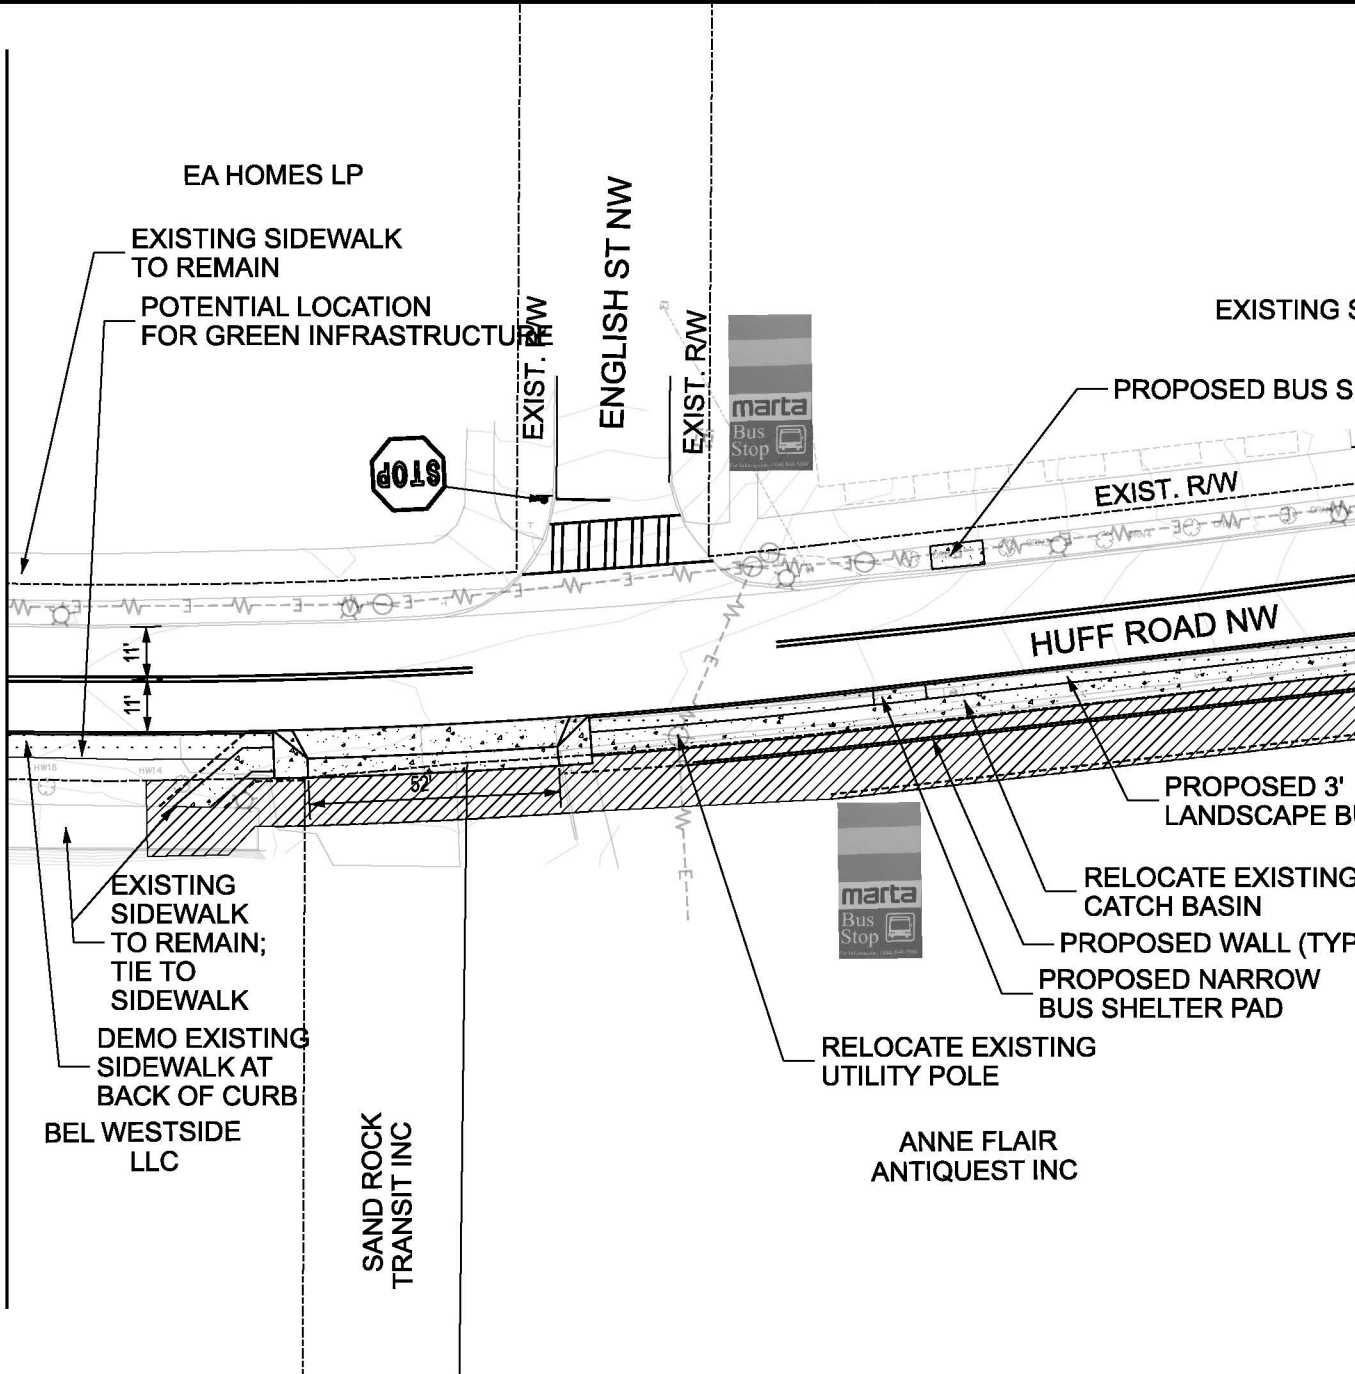 EA HOMES LP
EXISTING SIDEWALK
TO REMAIN
POTENTIAL LOCATION
FOR GREEN INFRASTRUCTURE
EXIST. R/W
ENGLISH ST NW
EXIST. R/W
marta
Bus
Stop
EXISTING S
PROPOSED BUS S
STOP
EXIST. R/W
HUFF ROAD NW
11'
11'
HW16
HW14
52'
PROPOSED 3'
LANDSCAPE BU
marta
Bus
Stop
RELOCATE EXISTING
CATCH BASIN
PROPOSED WALL (TYP
PROPOSED NARROW
BUS SHELTER PAD
RELOCATE EXISTING
UTILITY POLE
EXISTING
SIDEWALK
TO REMAIN;
TIE TO
SIDEWALK
DEMO EXISTING
SIDEWALK AT
BACK OF CURB
BEL WESTSIDE
LLC
SAND ROCK
TRANSIT INC
ANNE FLAIR
ANTIQUEST INC